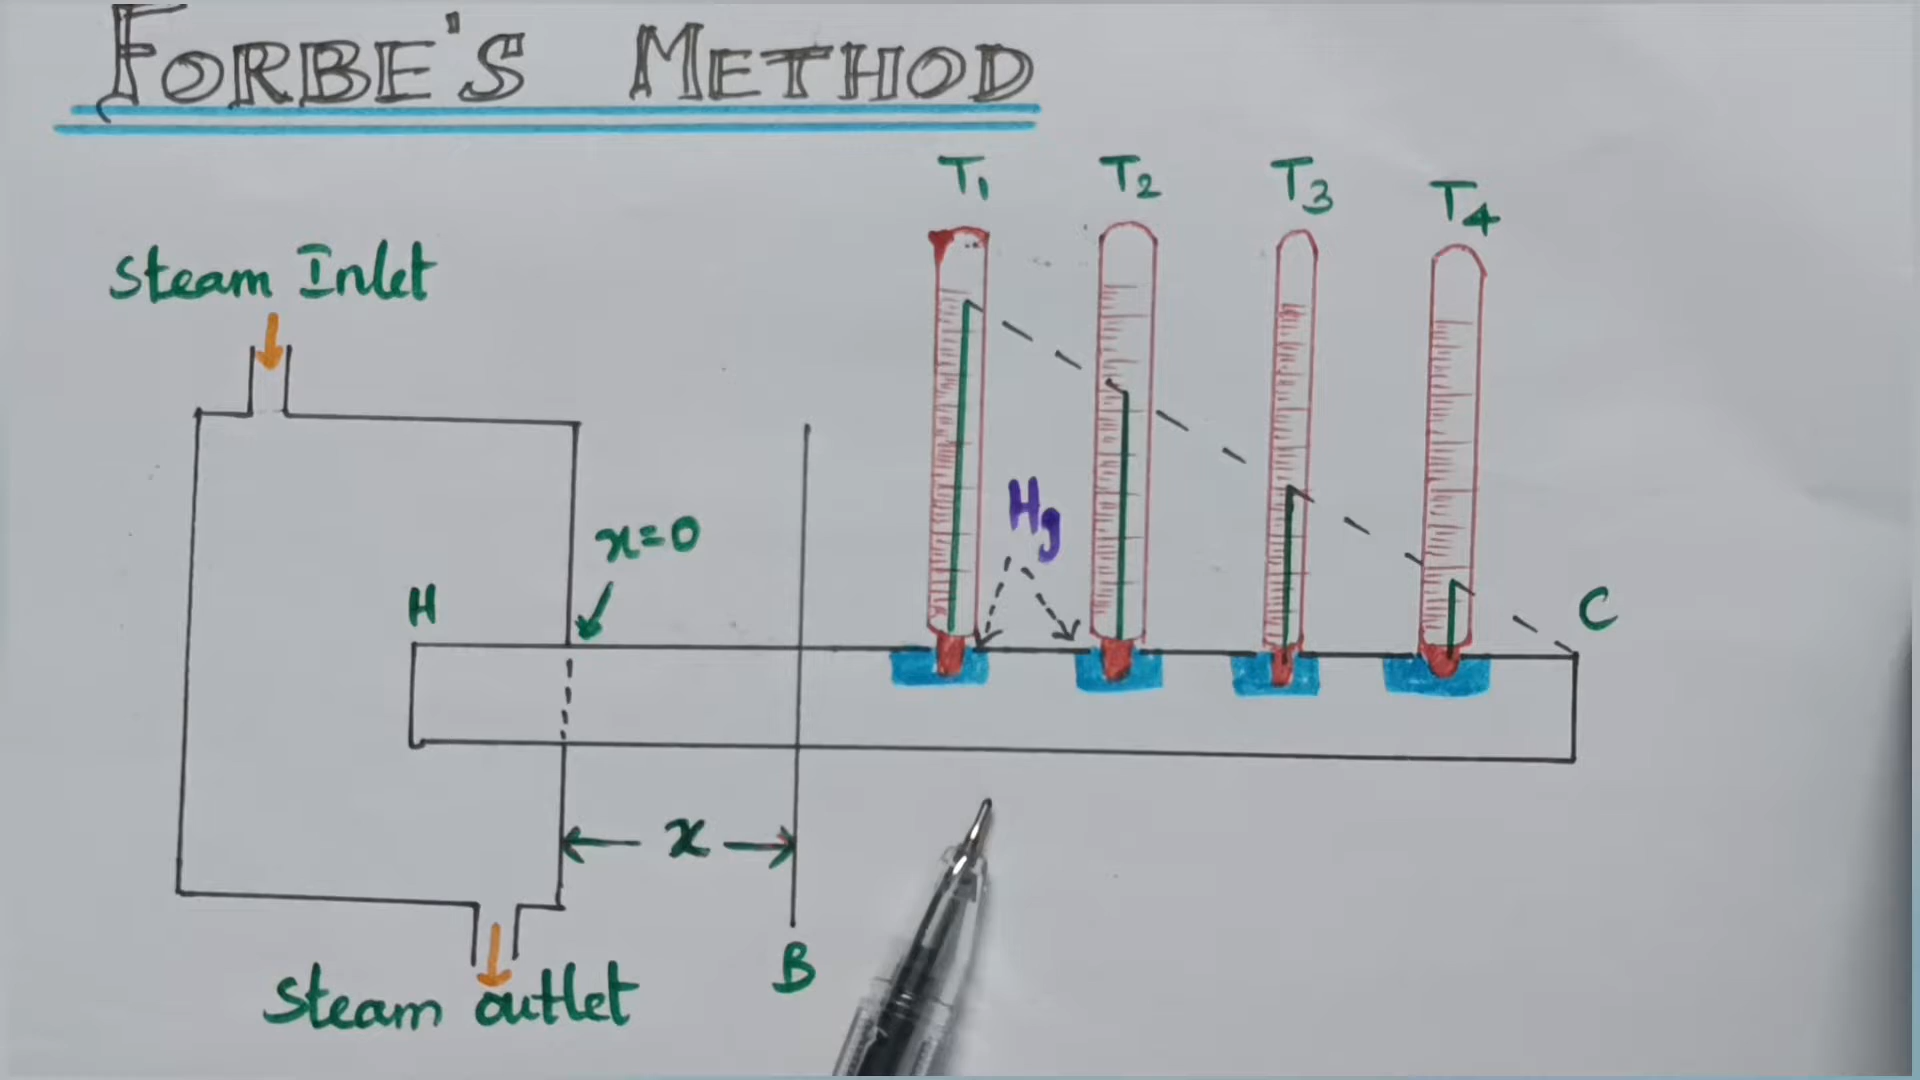 FORBE'S METHOD
T1 T2 T3 T4
Steam Inlet
Hg
x=0
H
C
x
B
Steam outlet